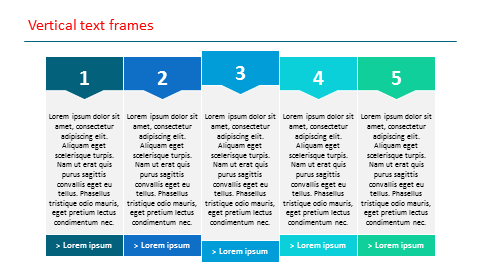 Vertical text frames
1
Lorem ipsum dolor sit
amet, consectetur
adipiscing elit.
Aliquam eget
scelerisque turpis.
Nam ut erat quis
purus sagittis
convallis eget eu
tellus. Phasellus
tristique odio mauris,
eget pretium lectus
condimentum nec.
> Lorem ipsum
2
Lorem ipsum dolor sit
amet, consectetur
adipiscing elit.
Aliquam eget
scelerisque turpis.
Nam ut erat quis
purus sagittis
convallis eget eu
tellus. Phasellus
tristique odio mauris,
eget pretium lectus
condimentum nec.
> Lorem ipsum
3
Lorem ipsum dolor sit
amet, consectetur
adipiscing elit.
Aliquam eget
scelerisque turpis.
Nam ut erat quis
purus sagittis
convallis eget eu
tellus. Phasellus
tristique odio mauris,
eget pretium lectus
condimentum nec.
> Lorem ipsum
4
Lorem ipsum dolor sit
amet, consectetur
adipiscing elit.
Aliquam eget
scelerisque turpis.
Nam ut erat quis
purus sagittis
convallis eget eu
tellus. Phasellus
tristique odio mauris,
eget pretium lectus
condimentum nec.
> Lorem ipsum
5
Lorem ipsum dolor sit
amet, consectetur
adipiscing elit.
Aliquam eget
scelerisque turpis.
Nam ut erat quis
purus sagittis
convallis eget eu
tellus. Phasellus
tristique odio mauris,
eget pretium lectus
condimentum nec.
> Lorem ipsum